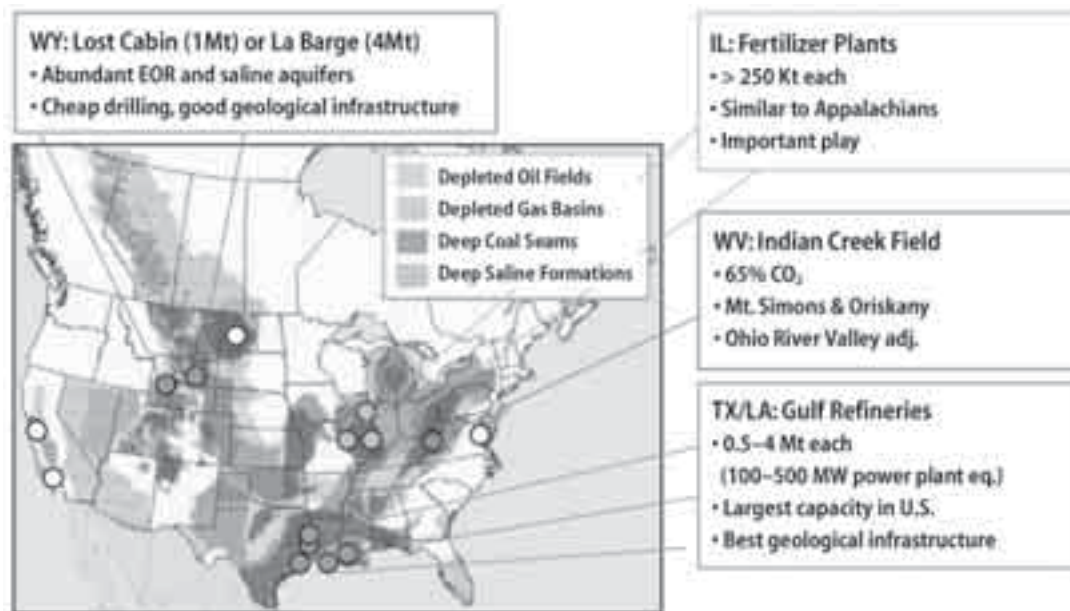 WY: Lost Cabin (1Mt) or La Barge (4Mt)
• Abundant EOR and saline aquifers
• Cheap drilling, good geological infrastructure
IL: Fertilizer Plants
• > 250 Kt each
• Similar to Appalachians
• Important play
Depleted Oil Fields
Depleted Gas Basins
Deep Coal Seams
Deep Saline Formations
WV: Indian Creek Field
• 65% CO₂
• Mt. Simons & Oriskany
• Ohio River Valley adj.
TX/LA: Gulf Refineries
• 0.5–4 Mt each
(100–500 MW power plant eq.)
• Largest capacity in U.S.
• Best geological infrastructure